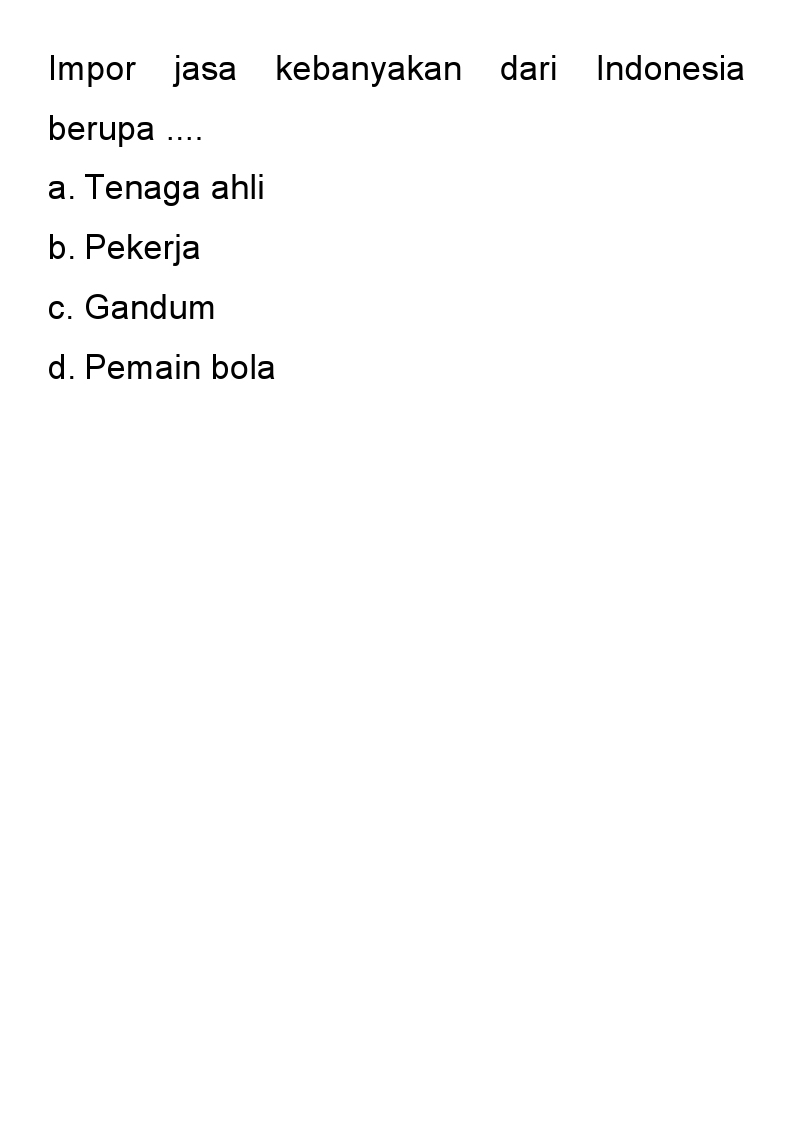 Impor jasa kebanyakan dari Indonesia
berupa ....
a. Tenaga ahli
b. Pekerja
c. Gandum
d. Pemain bola